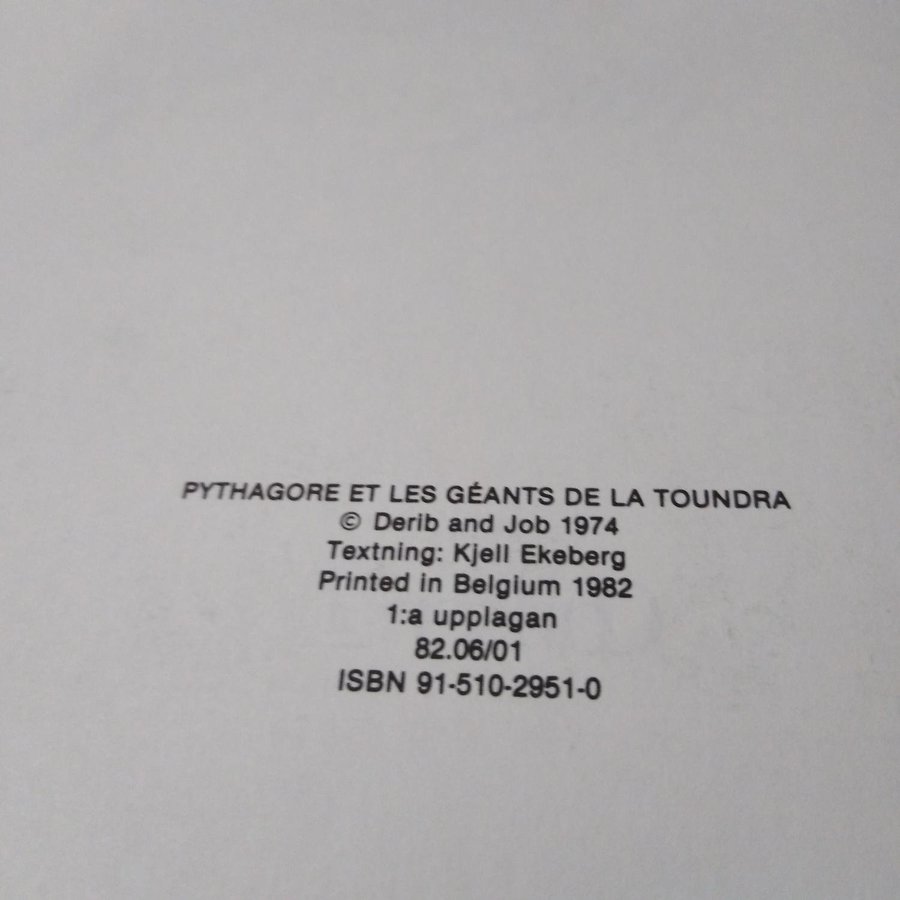 PYTHAGORE ET LES GÉANTS DE LA TOUNDRA
© Derib and Job 1974
Textning: Kjell Ekeberg
Printed in Belgium 1982
1:a upplagan
82.06/01
ISBN 91-510-2951-0